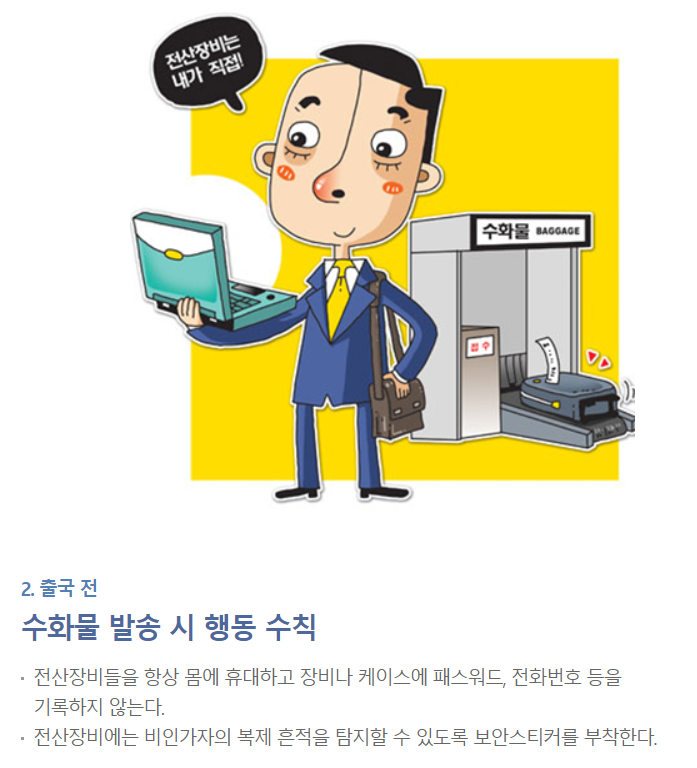 전산장비는
내가 직접!
수화물 BAGGAGE
접수
2. 출국 전
수화물 발송 시 행동 수칙
· 전산장비들을 항상 몸에 휴대하고 장비나 케이스에 패스워드, 전화번호 등을
기록하지 않는다.
· 전산장비에는 비인가자의 복제 흔적을 탐지할 수 있도록 보안스티커를 부착한다.